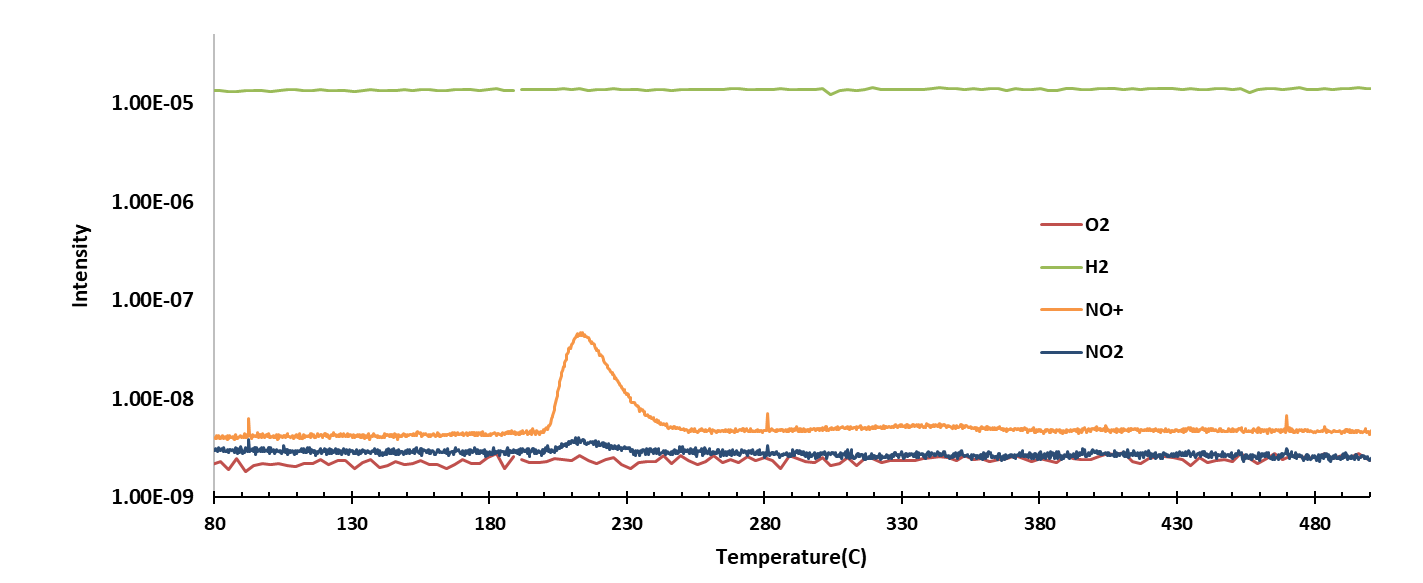 1.00E-05
1.00E-06
1.00E-07
1.00E-08
1.00E-09
Intensity
O2
H2
NO+
NO2
80 130 180 230 280 330 380 430 480
Temperature(C)